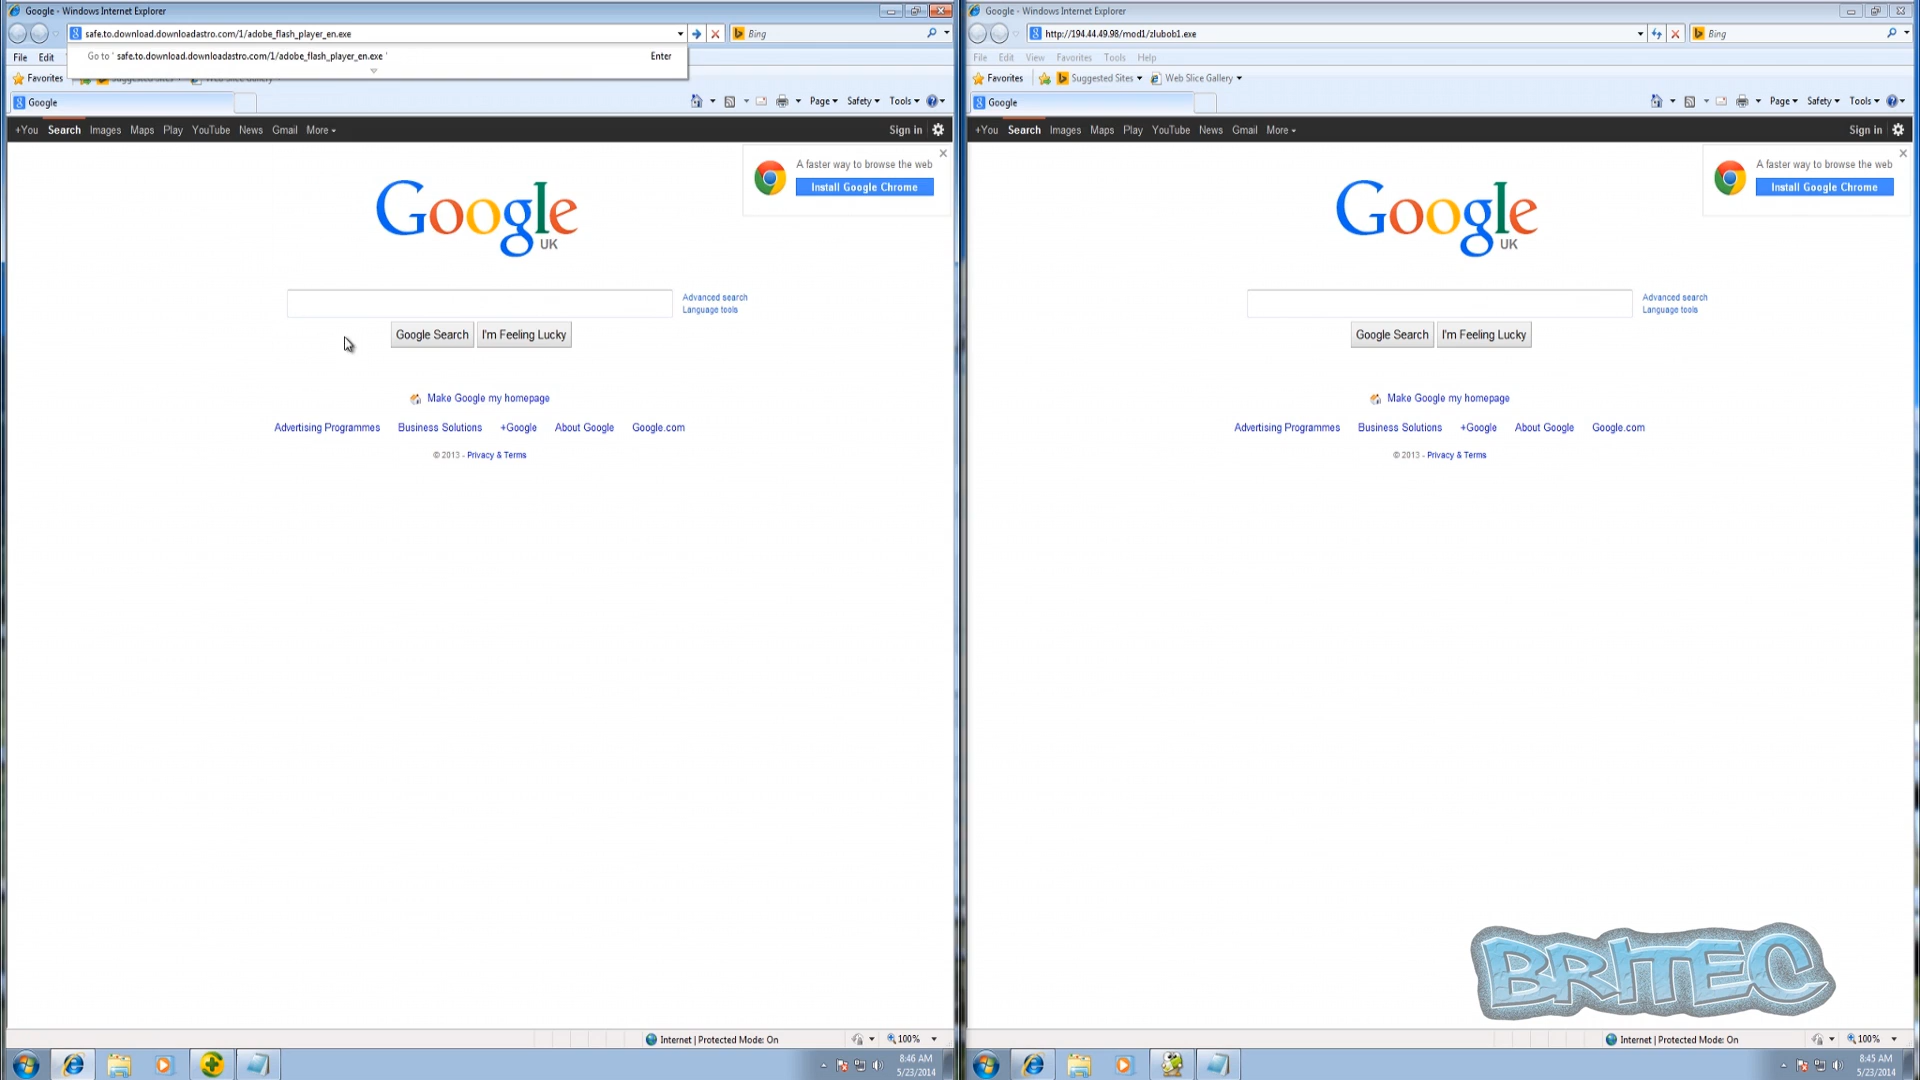 Google - Windows Internet Explorer
safe.to.download.downloadastro.com/1/adobe_flash_player_en.exe
Bing
Go to ' safe.to.download.downloadastro.com/1/adobe_flash_player_en.exe '
Enter
File Edit
Favorites
Google
Page Safety Tools
+You Search Images Maps Play YouTube News Gmail More
Sign in
A faster way to browse the web
Install Google Chrome
Google
UK
Advanced search
Language tools
Google Search
I'm Feeling Lucky
Make Google my homepage
Advertising Programmes Business Solutions +Google About Google Google.com
© 2013 - Privacy & Terms
Internet | Protected Mode: On
100%
8:46 AM
5/23/2014
Google - Windows Internet Explorer
http://194.44.49.98/mod1/zlubob1.exe
Bing
File Edit View Favorites Tools Help
Favorites
Suggested Sites
Web Slice Gallery
Google
Page Safety Tools
+You Search Images Maps Play YouTube News Gmail More
Sign in
A faster way to browse the web
Install Google Chrome
Google
UK
Advanced search
Language tools
Google Search
I'm Feeling Lucky
Make Google my homepage
Advertising Programmes Business Solutions +Google About Google Google.com
© 2013 - Privacy & Terms
BRITEC
Internet | Protected Mode: On
100%
8:45 AM
5/23/2014